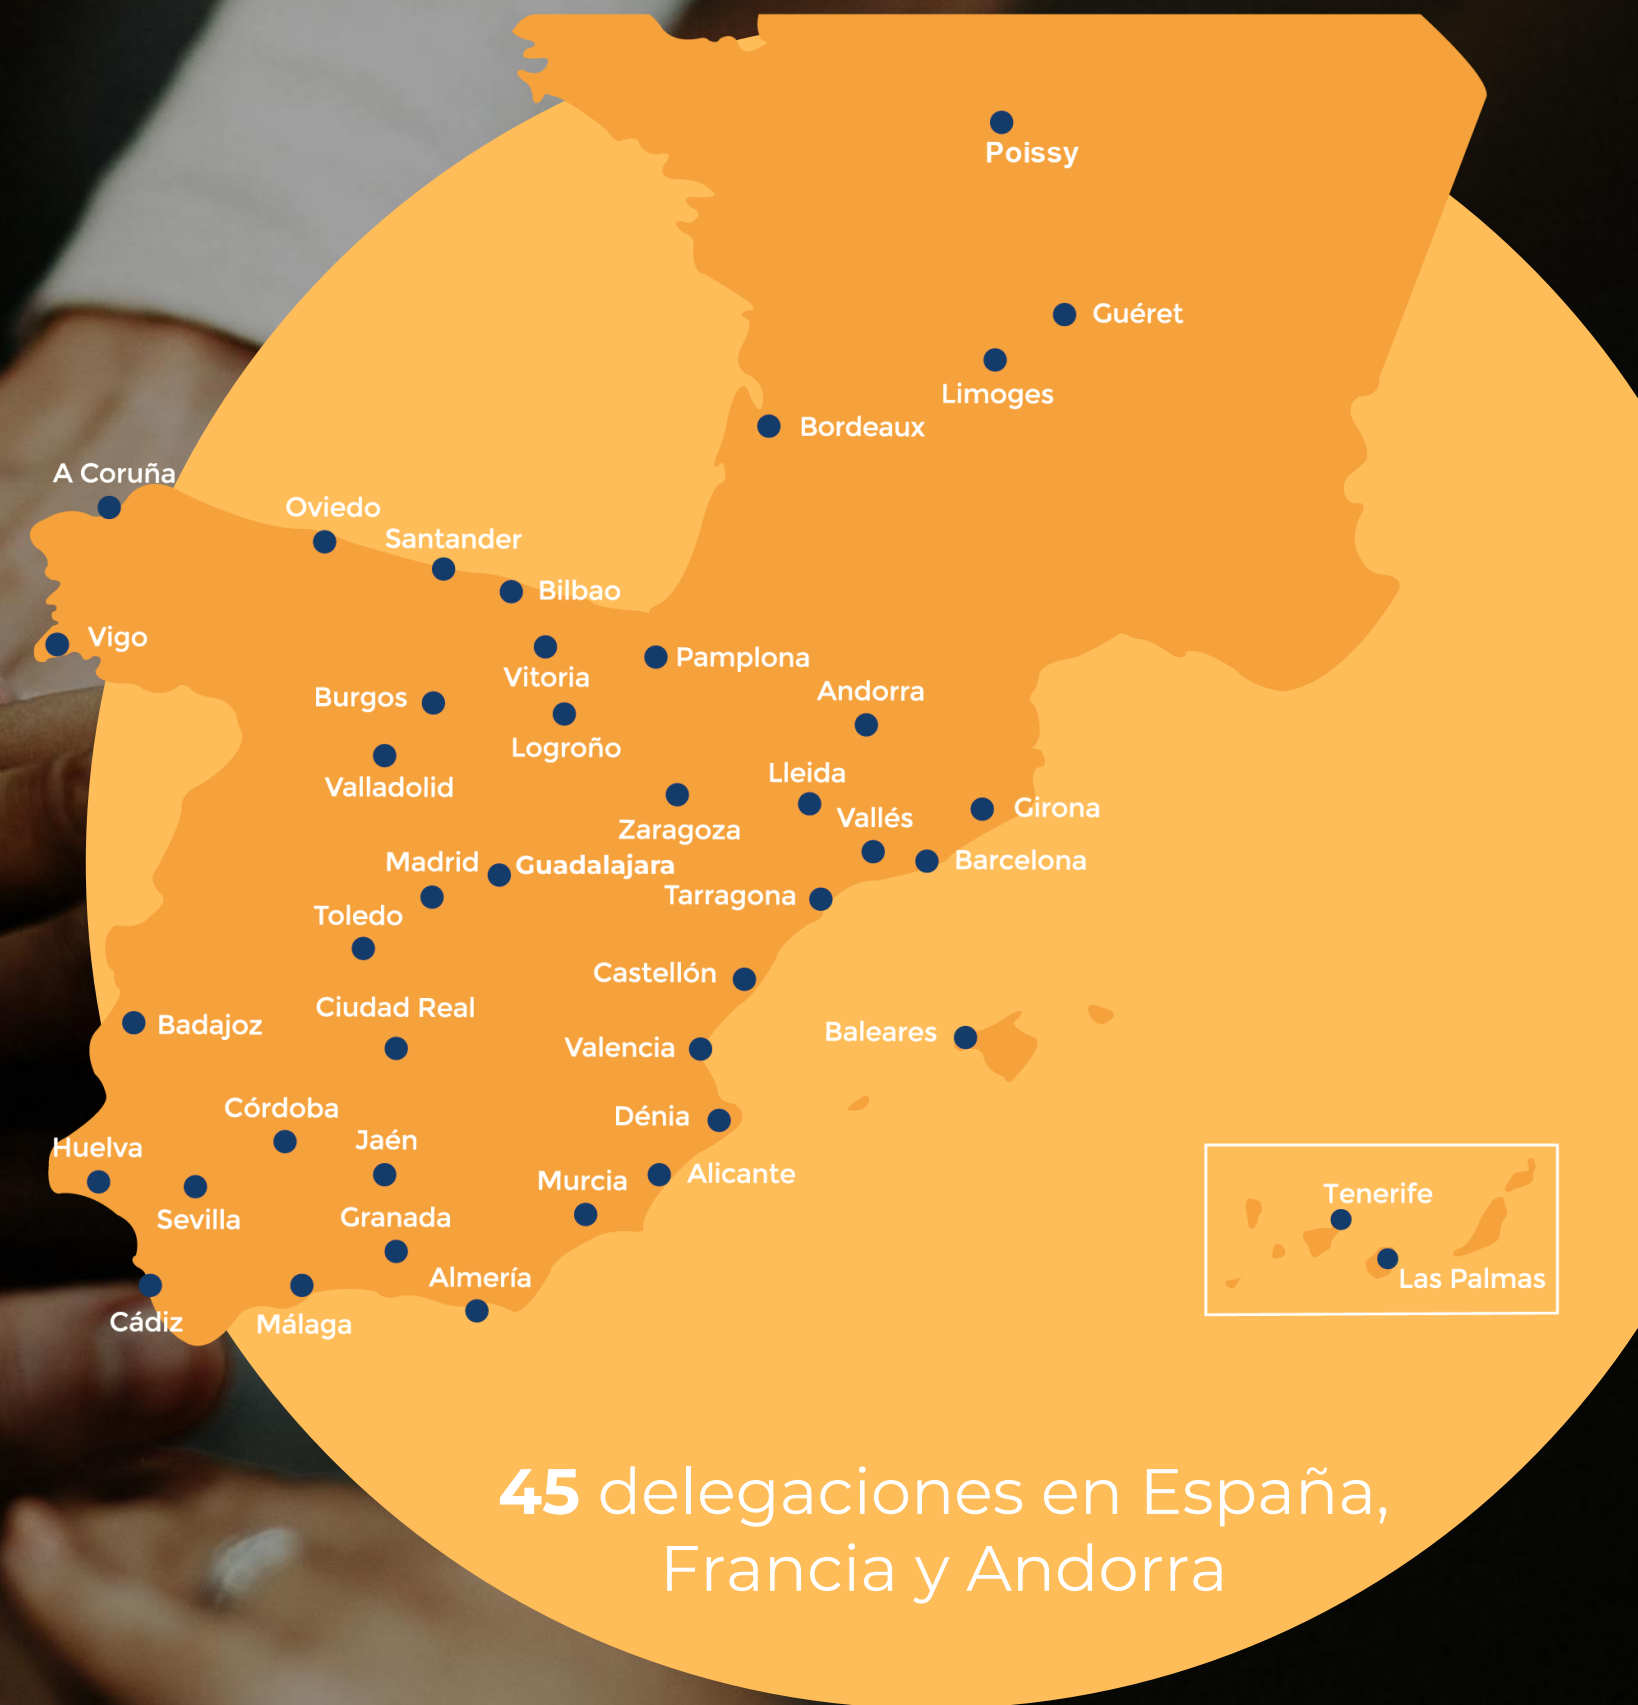 Poissy
Guéret
Limoges
Bordeaux
A Coruña
Oviedo
Santander
Bilbao
Vigo
Vitoria
Pamplona
Burgos
Andorra
Logroño
Lleida
Valladolid
Vallés
Girona
Zaragoza
Madrid
Guadalajara
Barcelona
Tarragona
Toledo
Castellón
Ciudad Real
Badajoz
Baleares
Valencia
Córdoba
Dénia
Jaén
Huelva
Murcia
Alicante
Tenerife
Sevilla
Granada
Almería
Las Palmas
Cádiz
Málaga
45 delegaciones en España,
Francia y Andorra